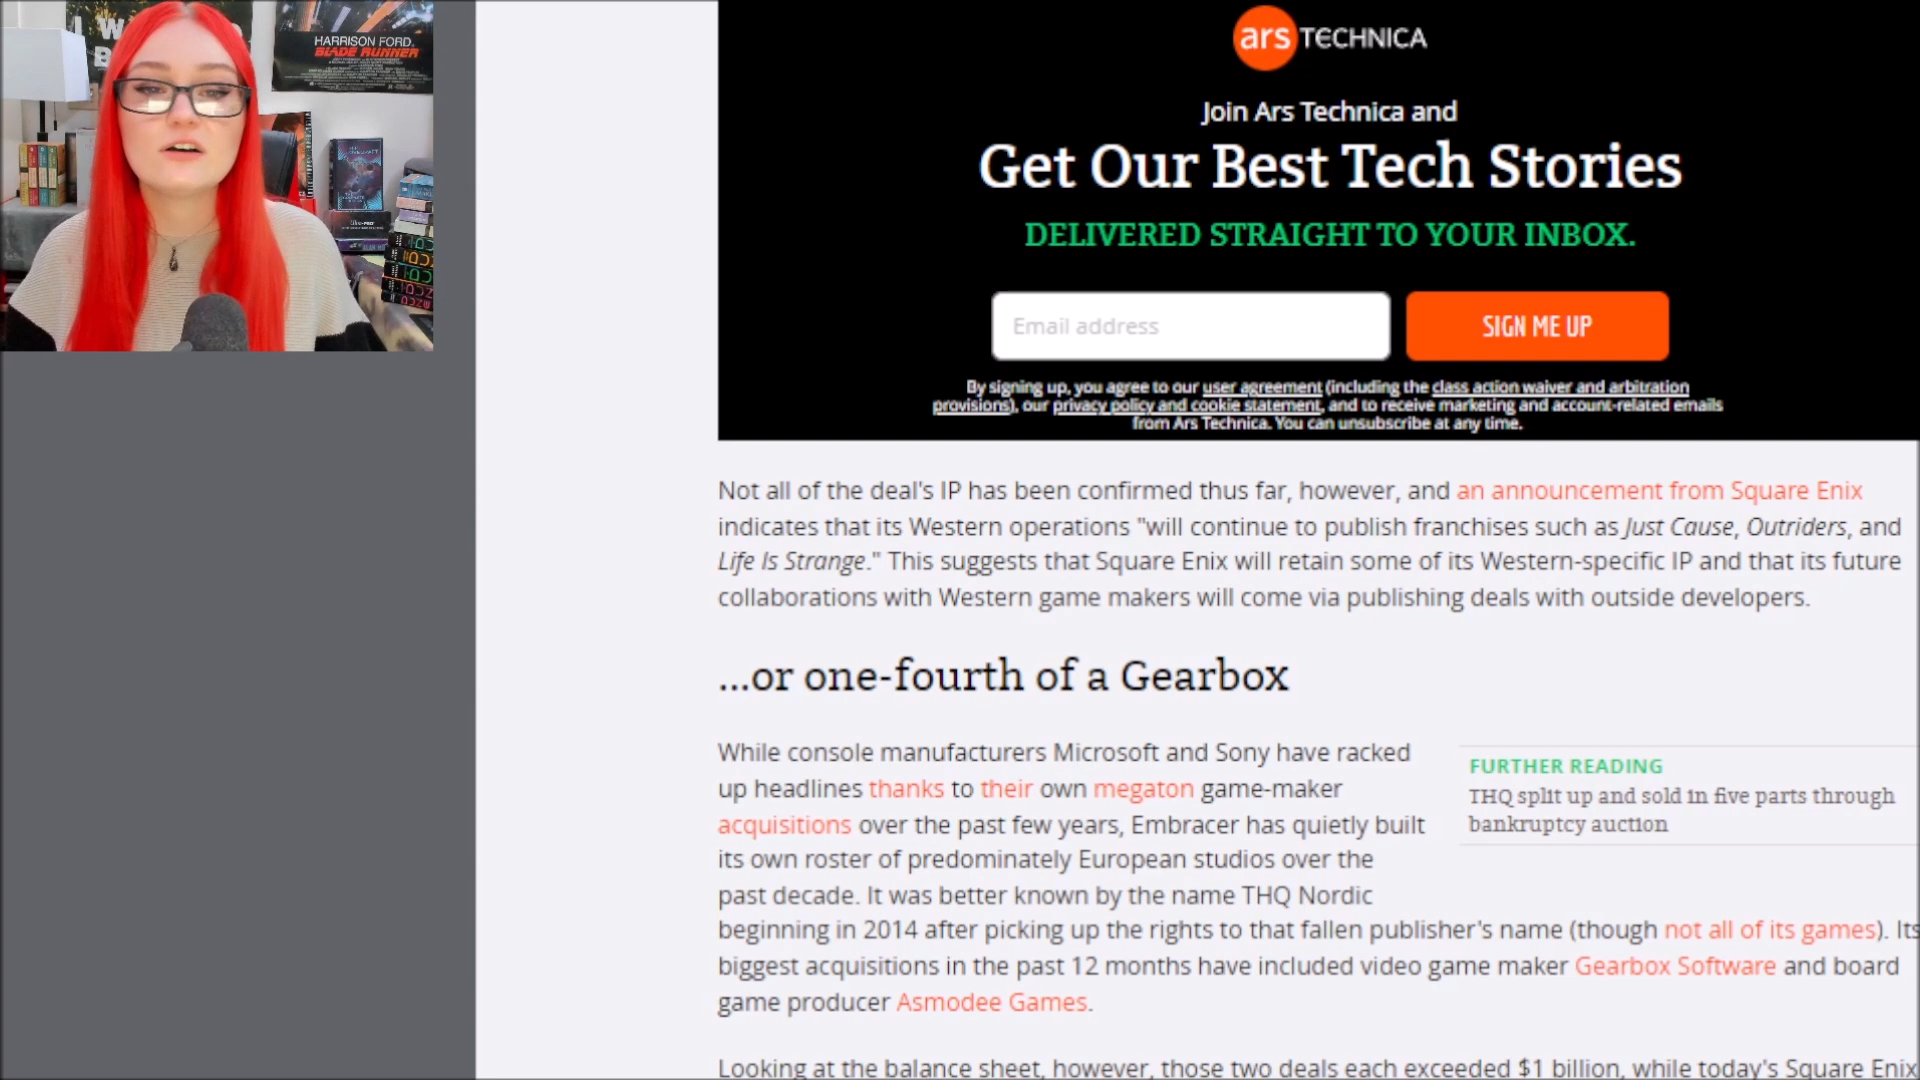 HARRISON FORD.
BLADE RUNNER
ars TECHNICA
Join Ars Technica and
Get Our Best Tech Stories
DELIVERED STRAIGHT TO YOUR INBOX.
Email address
SIGN ME UP
By signing up, you agree to our user agreement (including the class action waiver and arbitration
provisions), our privacy policy and cookie statement, and to receive marketing and account-related emails
from Ars Technica. You can unsubscribe at any time.
Not all of the deal's IP has been confirmed thus far, however, and an announcement from Square Enix
indicates that its Western operations "will continue to publish franchises such as Just Cause, Outriders, and
Life Is Strange." This suggests that Square Enix will retain some of its Western-specific IP and that its future
collaborations with Western game makers will come via publishing deals with outside developers.
...or one-fourth of a Gearbox
While console manufacturers Microsoft and Sony have racked
up headlines thanks to their own megaton game-maker
acquisitions over the past few years, Embracer has quietly built
its own roster of predominately European studios over the
past decade. It was better known by the name THQ Nordic
beginning in 2014 after picking up the rights to that fallen publisher's name (though not all of its games). Its
biggest acquisitions in the past 12 months have included video game maker Gearbox Software and board
game producer Asmodee Games.
FURTHER READING
THQ split up and sold in five parts through
bankruptcy auction
Looking at the balance sheet, however, those two deals each exceeded $1 billion, while today's Square Enix